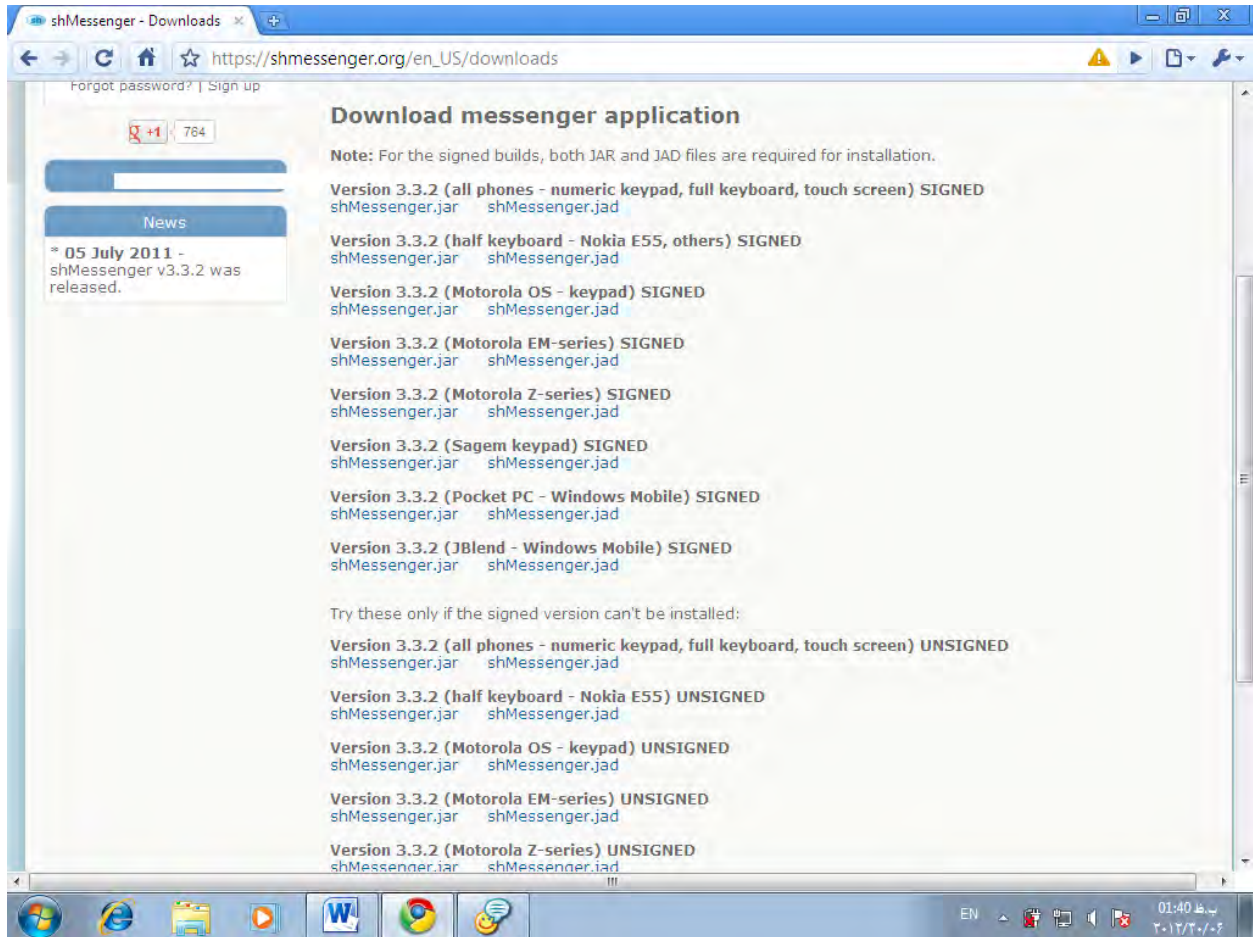 shMessenger - Downloads
https://shmessenger.org/en_US/downloads
Forgot password? | Sign up
+1 764
News
* 05 July 2011 -
shMessenger v3.3.2 was
released.
Download messenger application
Note: For the signed builds, both JAR and JAD files are required for installation.
Version 3.3.2 (all phones - numeric keypad, full keyboard, touch screen) SIGNED
shMessenger.jar shMessenger.jad
Version 3.3.2 (half keyboard - Nokia E55, others) SIGNED
shMessenger.jar shMessenger.jad
Version 3.3.2 (Motorola OS - keypad) SIGNED
shMessenger.jar shMessenger.jad
Version 3.3.2 (Motorola EM-series) SIGNED
shMessenger.jar shMessenger.jad
Version 3.3.2 (Motorola Z-series) SIGNED
shMessenger.jar shMessenger.jad
Version 3.3.2 (Sagem keypad) SIGNED
shMessenger.jar shMessenger.jad
Version 3.3.2 (Pocket PC - Windows Mobile) SIGNED
shMessenger.jar shMessenger.jad
Version 3.3.2 (JBlend - Windows Mobile) SIGNED
shMessenger.jar shMessenger.jad
Try these only if the signed version can't be installed:
Version 3.3.2 (all phones - numeric keypad, full keyboard, touch screen) UNSIGNED
shMessenger.jar shMessenger.jad
Version 3.3.2 (half keyboard - Nokia E55) UNSIGNED
shMessenger.jar shMessenger.jad
Version 3.3.2 (Motorola OS - keypad) UNSIGNED
shMessenger.jar shMessenger.jad
Version 3.3.2 (Motorola EM-series) UNSIGNED
shMessenger.jar shMessenger.jad
Version 3.3.2 (Motorola Z-series) UNSIGNED
shMessenger.jar shMessenger.jad
EN
01:40 ب.ظ